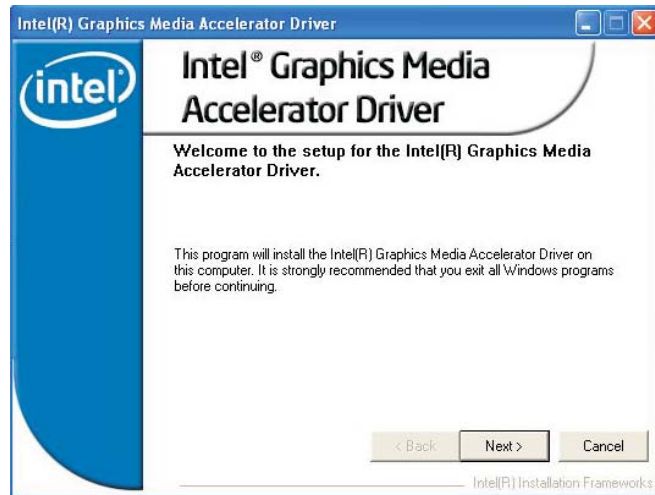 Intel(R) Graphics Media Accelerator Driver
intel®
Intel® Graphics Media
Accelerator Driver
Welcome to the setup for the Intel(R) Graphics Media
Accelerator Driver.
This program will install the Intel(R) Graphics Media Accelerator Driver on
this computer. It is strongly recommended that you exit all Windows programs
before continuing.
< Back
Next >
Cancel
Intel(R) Installation Frameworks